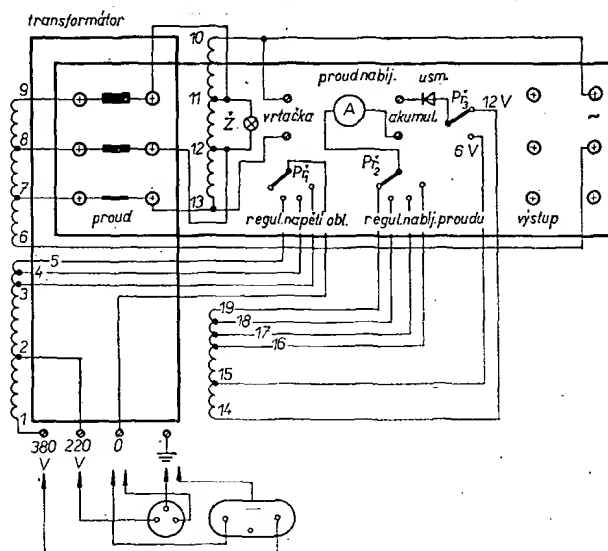 transformátor
10
proud nabíj.
usm.
9
11
vrtačka
A
akumul.
Př3
12 V
Ž.
~
8
12
6 V
Př1
Př2
7
13
proud
regul. napětí obl.
regul. nabíj. proudu
výstup
6
5
4
3
19
18
17
16
2
15
1
14
380 V
220 V
0